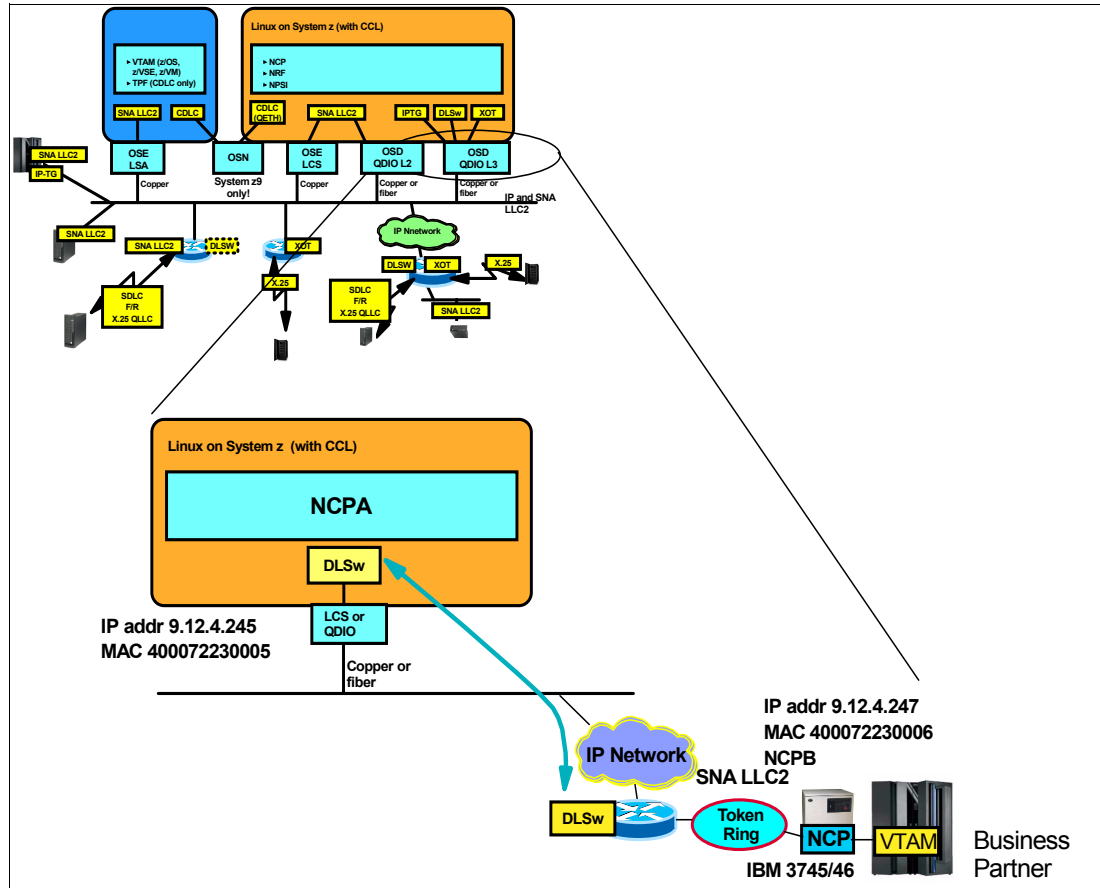 Linux on System z (with CCL)
▸ VTAM (z/OS,
z/VSE, z/VM)
▸ TPF (CDLC only)
▸ NCP
▸ NRF
▸ NPSI
SNA LLC2
CDLC
CDLC
(QETH)
SNA LLC2
IPTG
DLSw
XOT
SNA LLC2
IP-TG
OSE
LSA
OSN
OSE
LCS
OSD
QDIO L2
OSD
QDIO L3
Copper
System z9
only!
Copper
Copper or
fiber
Copper or
fiber
IP and SNA
LLC2
SNA LLC2
SNA LLC2
DLSW
XOT
IP Nnetwork
DLSW
XOT
X.25
X.25
SDLC
F/R
X.25 QLLC
SDLC
F/R
X.25 QLLC
SNA LLC2
Linux on System z (with CCL)
NCPA
DLSw
LCS or
QDIO
IP addr 9.12.4.245
MAC 400072230005
Copper or
fiber
IP addr 9.12.4.247
MAC 400072230006
NCPB
IP Network
SNA LLC2
DLSw
Token
Ring
NCP
VTAM
IBM 3745/46
Business
Partner